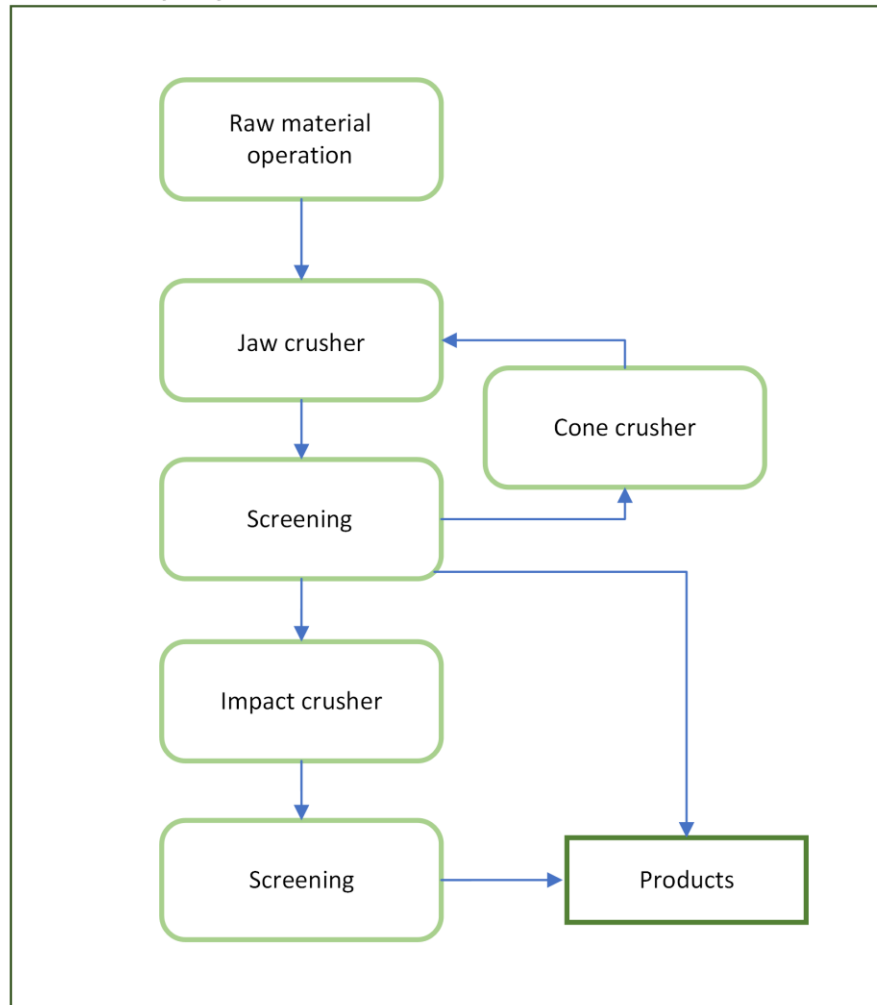 Raw material
operation
Jaw crusher
Cone crusher
Screening
Impact crusher
Screening
Products